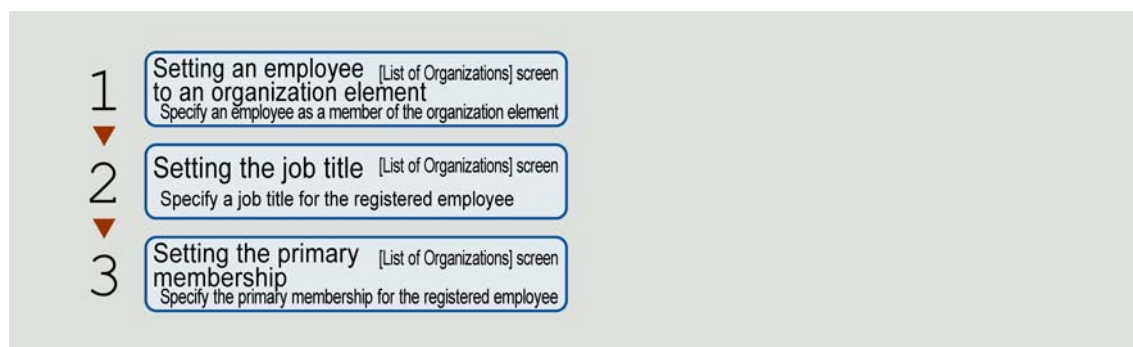 1
Setting an employee [List of Organizations] screen
to an organization element
Specify an employee as a member of the organization element
2
Setting the job title [List of Organizations] screen
Specify a job title for the registered employee
3
Setting the primary [List of Organizations] screen
membership
Specify the primary membership for the registered employee